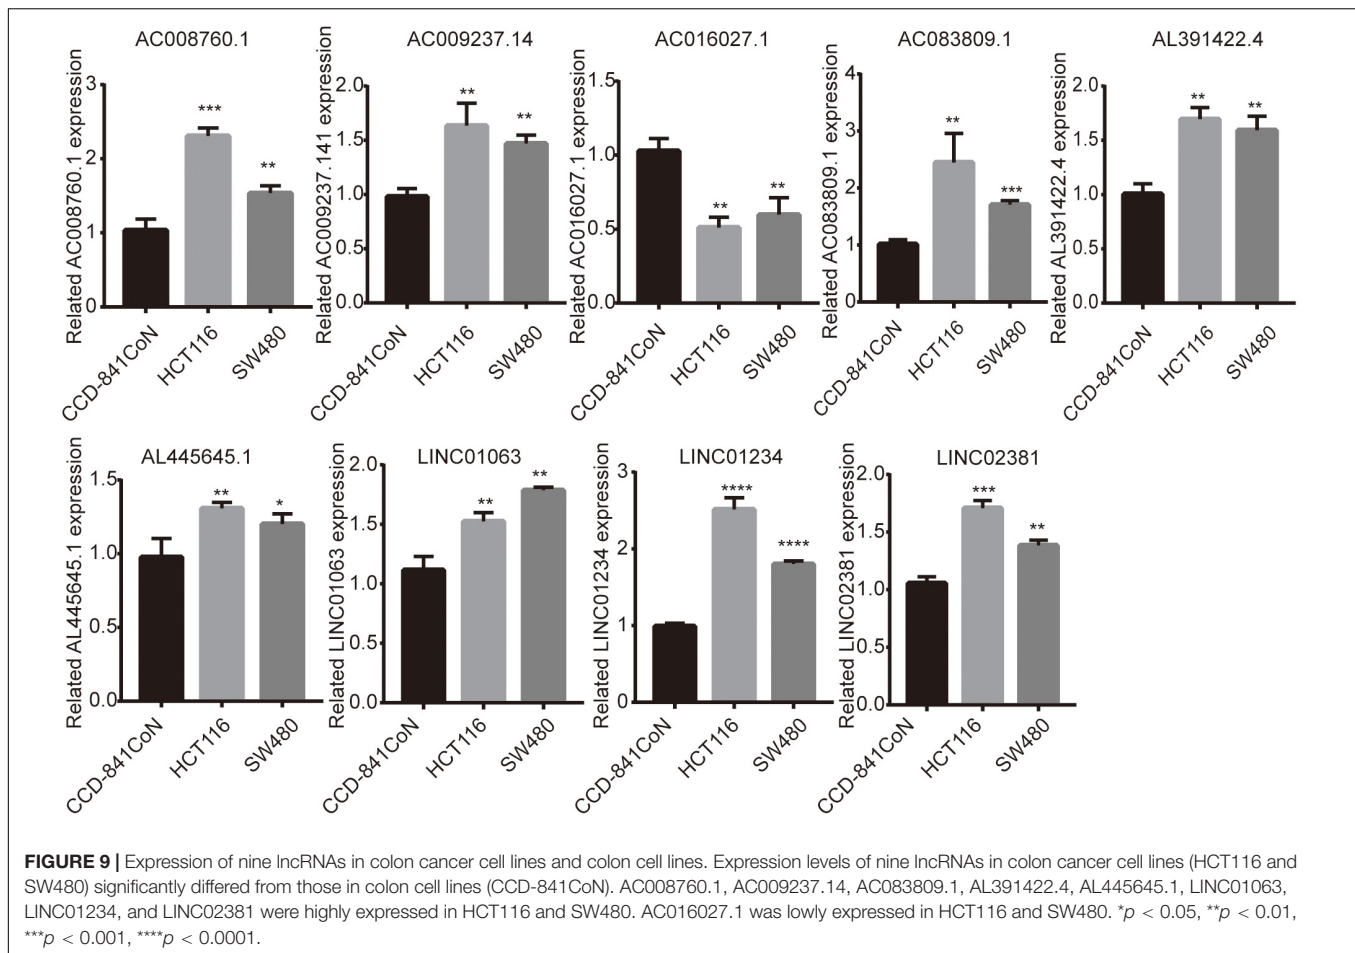 AC008760.1
Related AC008760.1 expression
3
2
1
0
***
**
CCD-841CoN
HCT116
SW480
AC009237.14
Related AC009237.141 expression
2.0
1.5
1.0
0.5
0.0
**
**
CCD-841CoN
HCT116
SW480
AC016027.1
Related AC016027.1 expression
1.5
1.0
0.5
0.0
**
**
CCD-841CoN
HCT116
SW480
AC083809.1
Related AC083809.1 expression
4
3
2
1
0
**
***
CCD-841CoN
HCT116
SW480
AL391422.4
Related AL391422.4 expression
2.0
1.5
1.0
0.5
0.0
**
**
CCD-841CoN
HCT116
SW480
AL445645.1
Related AL445645.1 expression
1.5
1.0
0.5
0.0
**
*
CCD-841CoN
HCT116
SW480
LINC01063
Related LINC01063 expression
2.0
1.5
1.0
0.5
0.0
**
**
CCD-841CoN
HCT116
SW480
LINC01234
Related LINC01234 expression
3
2
1
0
****
****
CCD-841CoN
HCT116
SW480
LINC02381
Related LINC02381 expression
2.0
1.5
1.0
0.5
0.0
***
**
CCD-841CoN
HCT116
SW480
FIGURE 9 | Expression of nine lncRNAs in colon cancer cell lines and colon cell lines. Expression levels of nine lncRNAs in colon cancer cell lines (HCT116 and
SW480) significantly differed from those in colon cell lines (CCD-841CoN). AC008760.1, AC009237.14, AC083809.1, AL391422.4, AL445645.1, LINC01063,
LINC01234, and LINC02381 were highly expressed in HCT116 and SW480. AC016027.1 was lowly expressed in HCT116 and SW480. *p < 0.05, **p < 0.01,
***p < 0.001, ****p < 0.0001.